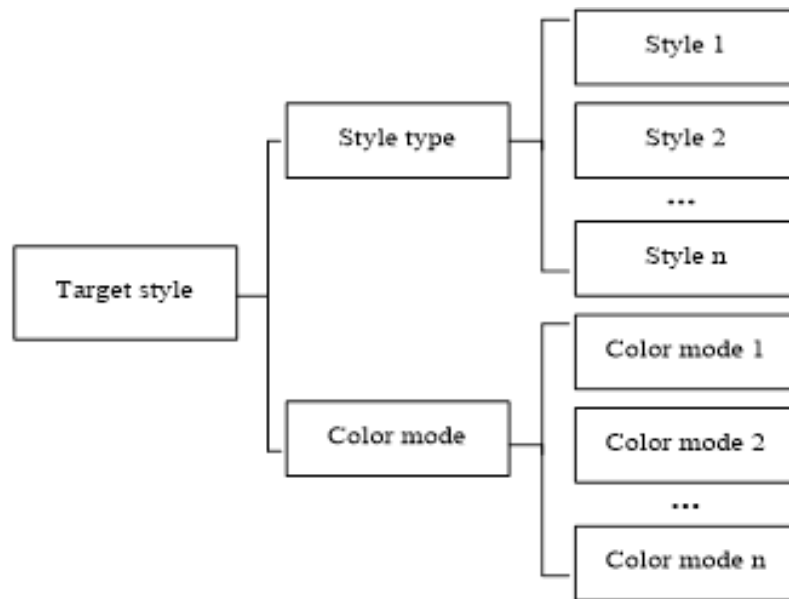 Style 1
Style type
Style 2
...
Style n
Target style
Color mode 1
Color mode
Color mode 2
...
Color mode n